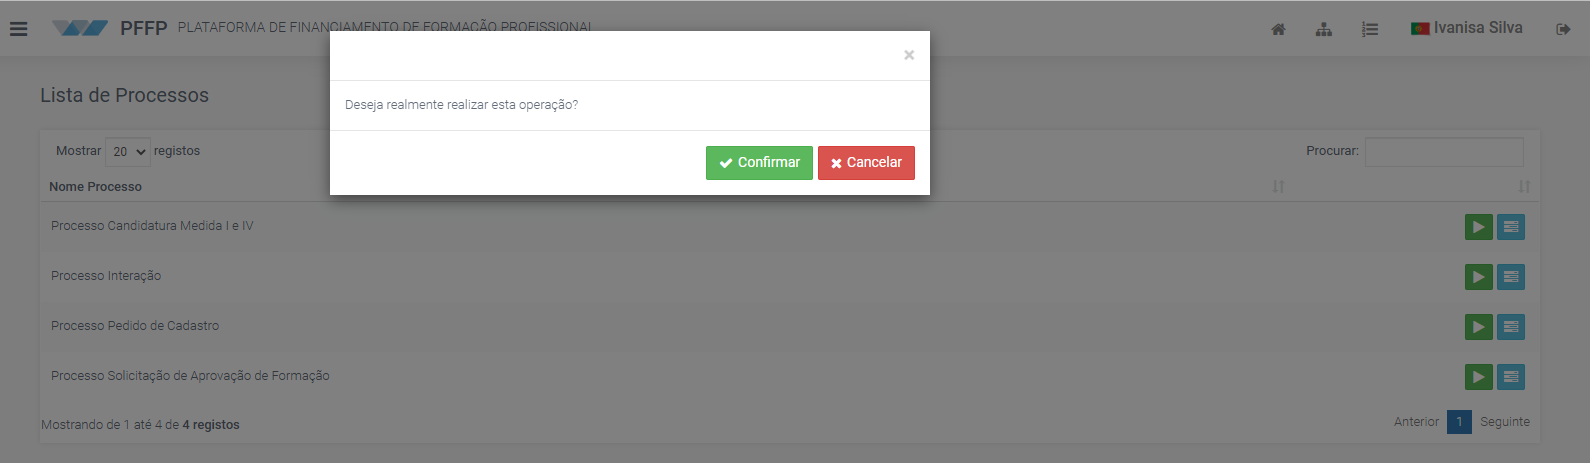 PFFP PLATAFORMA DE FINANCIAMENTO DE FORMAÇÃO PROFISSIONAL
Ivanisa Silva
×
Deseja realmente realizar esta operação?
Confirmar Cancelar
Lista de Processos
Mostrar 20 registos
Procurar:
Nome Processo
Processo Candidatura Medida I e IV
Processo Interação
Processo Pedido de Cadastro
Processo Solicitação de Aprovação de Formação
Mostrando de 1 até 4 de 4 registos
Anterior 1 Seguinte